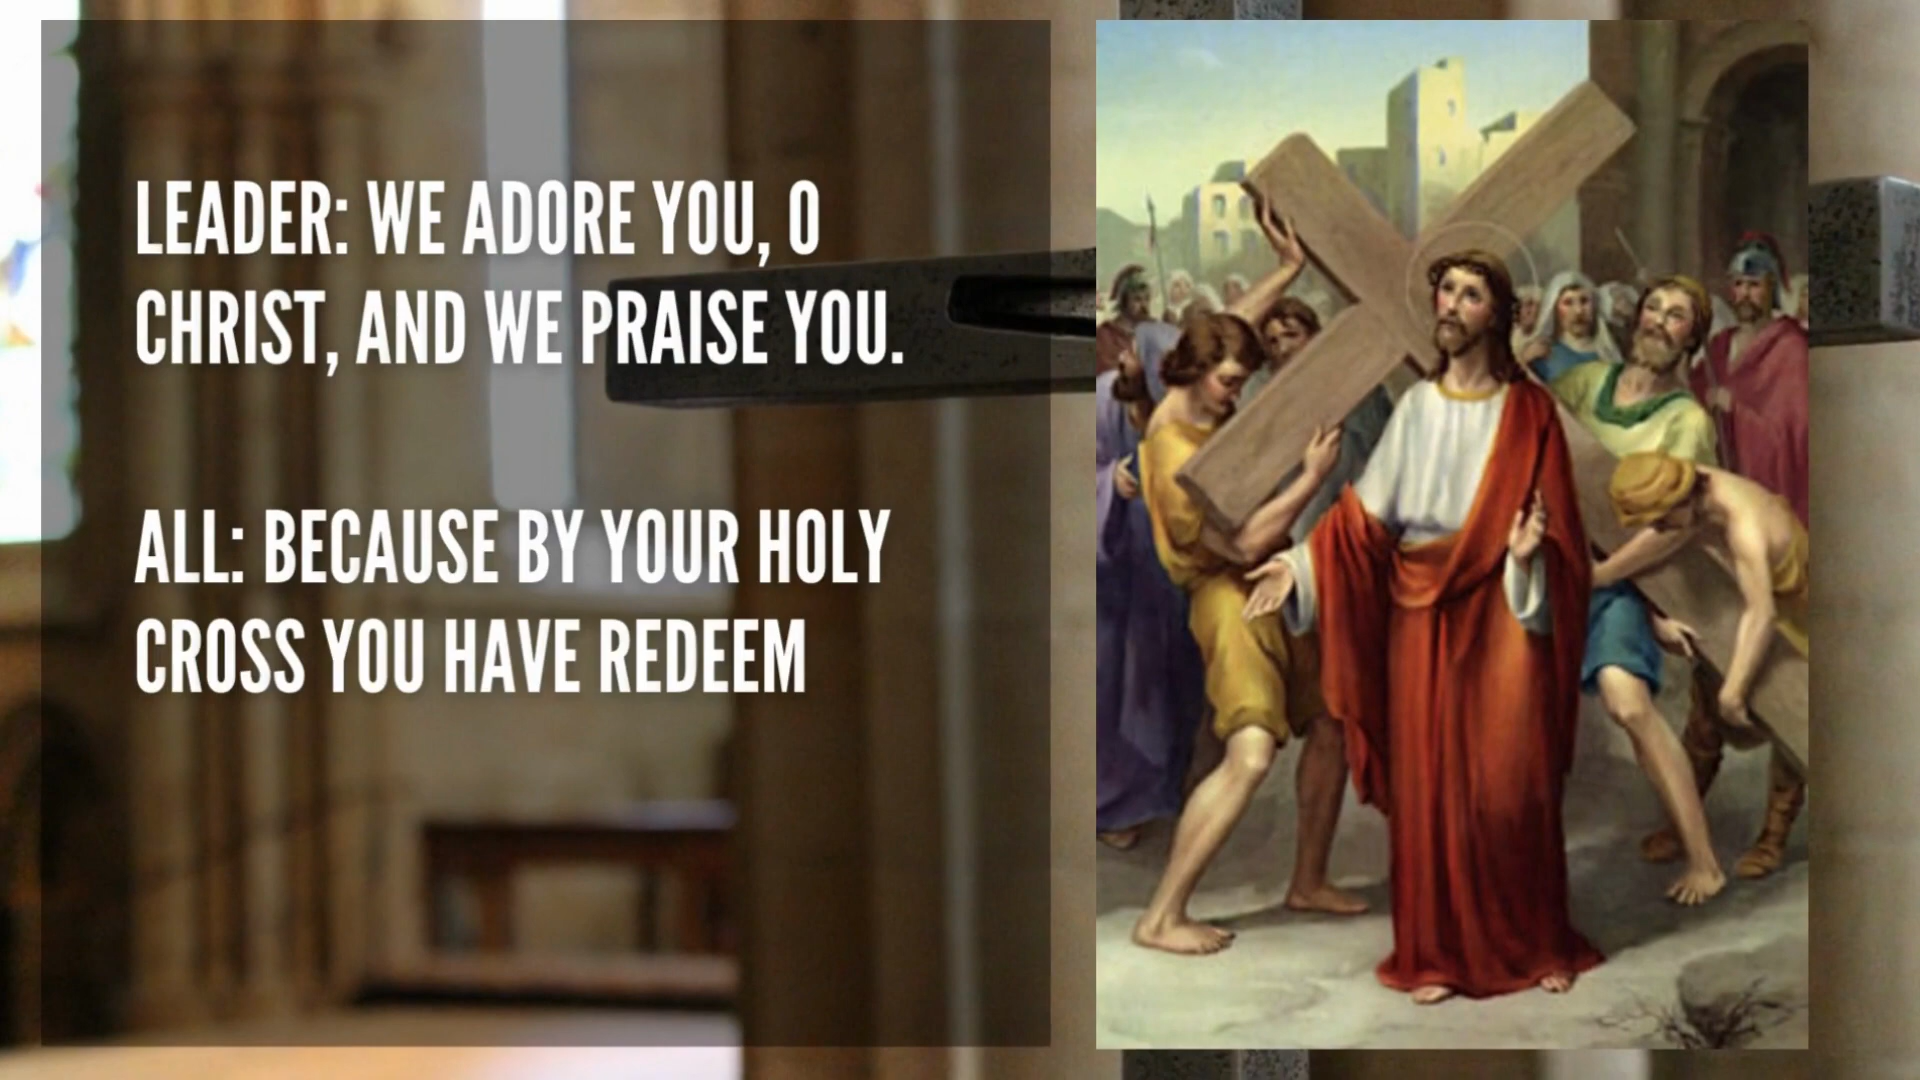 LEADER: WE ADORE YOU, O
CHRIST, AND WE PRAISE YOU.
ALL: BECAUSE BY YOUR HOLY
CROSS YOU HAVE REDEEM